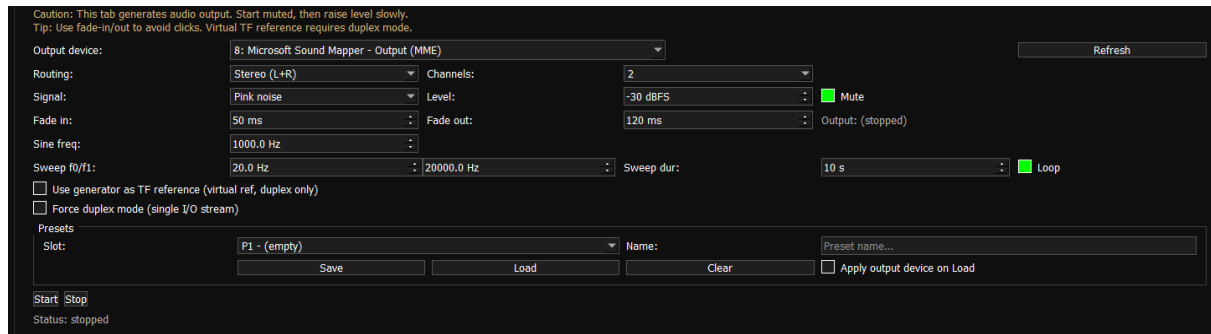 Caution: This tab generates audio output. Start muted, then raise level slowly.
Tip: Use fade-in/out to avoid clicks. Virtual TF reference requires duplex mode.
Output device: 8: Microsoft Sound Mapper - Output (MME) Refresh
Routing: Stereo (L+R) Channels: 2
Signal: Pink noise Level: -30 dBFS Mute
Fade in: 50 ms Fade out: 120 ms Output: (stopped)
Sine freq: 1000.0 Hz
Sweep f0/f1: 20.0 Hz 20000.0 Hz Sweep dur: 10 s Loop
Use generator as TF reference (virtual ref, duplex only)
Force duplex mode (single I/O stream)
Presets
Slot: P1 - (empty) Name: Preset name...
Save Load Clear Apply output device on Load
Start Stop
Status: stopped